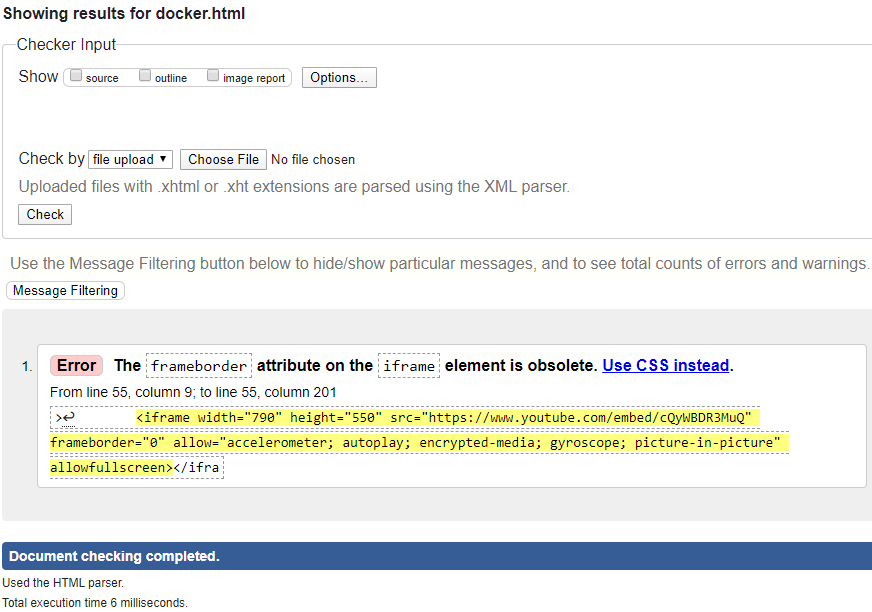 Showing results for docker.html
Checker Input
Show source outline image report Options...
Check by file upload ▼ Choose File No file chosen
Uploaded files with .xhtml or .xht extensions are parsed using the XML parser.
Check
Use the Message Filtering button below to hide/show particular messages, and to see total counts of errors and warnings.
Message Filtering
1. Error The frameborder attribute on the iframe element is obsolete. Use CSS instead.
From line 55, column 9; to line 55, column 201
>↩ <iframe width="790" height="550" src="https://www.youtube.com/embed/cQyWBDR3MuQ"
frameborder="0" allow="accelerometer; autoplay; encrypted-media; gyroscope; picture-in-picture"
allowfullscreen></ifra
Document checking completed.
Used the HTML parser.
Total execution time 6 milliseconds.